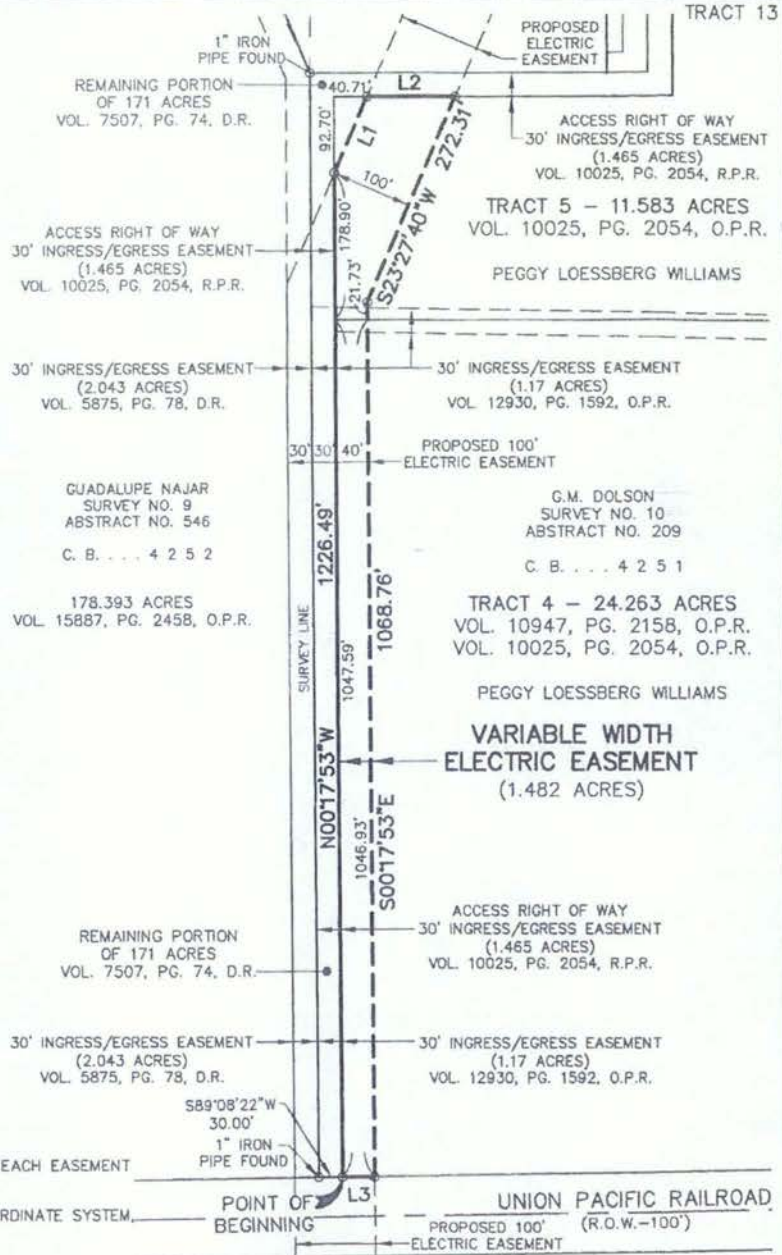 TRACT 13
PROPOSED
ELECTRIC
EASEMENT
1" IRON
PIPE FOUND
REMAINING PORTION
OF 171 ACRES
VOL. 7507, PG. 74, D.R.
40.71'
L2
92.70'
L1
272.31'
S23°27'40"W
100'
ACCESS RIGHT OF WAY
30' INGRESS/EGRESS EASEMENT
(1.465 ACRES)
VOL. 10025, PG. 2054, R.P.R.
TRACT 5 – 11.583 ACRES
VOL. 10025, PG. 2054, O.P.R.
PEGGY LOESSBERG WILLIAMS
ACCESS RIGHT OF WAY
30' INGRESS/EGRESS EASEMENT
(1.465 ACRES)
VOL. 10025, PG. 2054, R.P.R.
178.90'
21.73'
30' INGRESS/EGRESS EASEMENT
(2.043 ACRES)
VOL. 5875, PG. 78, D.R.
30' INGRESS/EGRESS EASEMENT
(1.17 ACRES)
VOL. 12930, PG. 1592, O.P.R.
30' 30' 40'
PROPOSED 100'
ELECTRIC EASEMENT
GUADALUPE NAJAR
SURVEY NO. 9
ABSTRACT NO. 546
C. B. . . . 4 2 5 2
178.393 ACRES
VOL. 15887, PG. 2458, O.P.R.
G.M. DOLSON
SURVEY NO. 10
ABSTRACT NO. 209
C. B. . . . 4 2 5 1
TRACT 4 – 24.263 ACRES
VOL. 10947, PG. 2158, O.P.R.
VOL. 10025, PG. 2054, O.P.R.
PEGGY LOESSBERG WILLIAMS
SURVEY LINE
N00°17'53"W
1226.49'
1047.59'
1068.76'
1046.93'
S00°17'53"E
VARIABLE WIDTH
ELECTRIC EASEMENT
(1.482 ACRES)
REMAINING PORTION
OF 171 ACRES
VOL. 7507, PG. 74, D.R.
ACCESS RIGHT OF WAY
30' INGRESS/EGRESS EASEMENT
(1.465 ACRES)
VOL. 10025, PG. 2054, R.P.R.
30' INGRESS/EGRESS EASEMENT
(2.043 ACRES)
VOL. 5875, PG. 78, D.R.
30' INGRESS/EGRESS EASEMENT
(1.17 ACRES)
VOL. 12930, PG. 1592, O.P.R.
S89°08'22"W
30.00'
1" IRON
PIPE FOUND
EACH EASEMENT
RDINATE SYSTEM,
POINT OF
BEGINNING
L3
UNION PACIFIC RAILROAD
(R.O.W.-100')
PROPOSED 100'
ELECTRIC EASEMENT